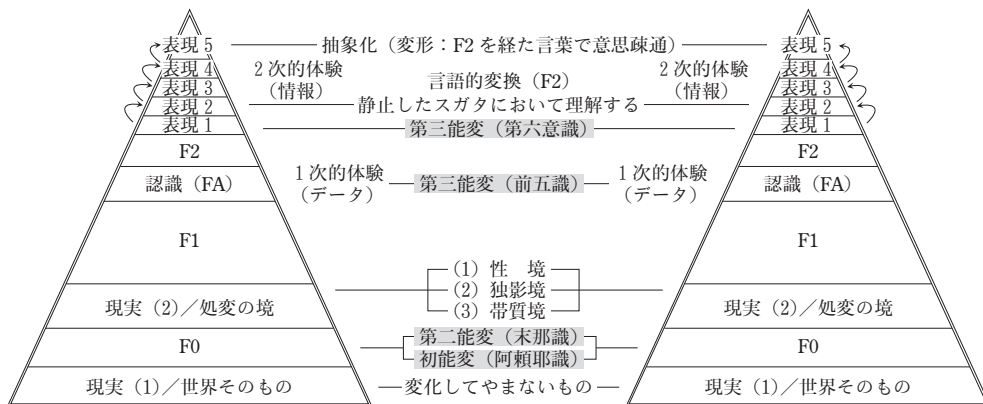 表現 5 抽象化（変形：F2 を経た言葉で意思疎通） 表現 5
表現 4 2 次的体験 言語的変換（F2） 2 次的体験 表現 4
表現 3 （情報） （情報） 表現 3
表現 2 静止したスガタにおいて理解する 表現 2
表現 1 第三能変（第六意識） 表現 1
F2 F2
1 次的体験 1 次的体験
認識（FA） 第三能変（前五識） 認識（FA）
（データ） （データ）
F1 F1
(1) 性　境
現実（2）／処変の境 (2) 独影境 現実（2）／処変の境
(3) 帯質境
第二能変（末那識）
F0 F0
初能変（阿頼耶識）
現実（1）／世界そのもの 変化してやまないもの 現実（1）／世界そのもの